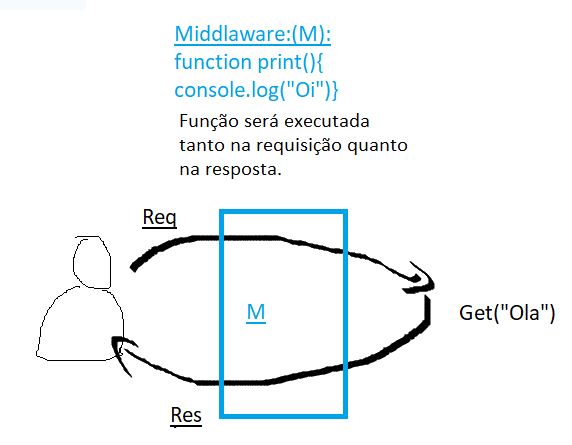 Middlaware:(M):
function print(){
console.log("Oi")}
Função será executada
tanto na requisição quanto
na resposta.
Req
M
Get("Ola")
Res